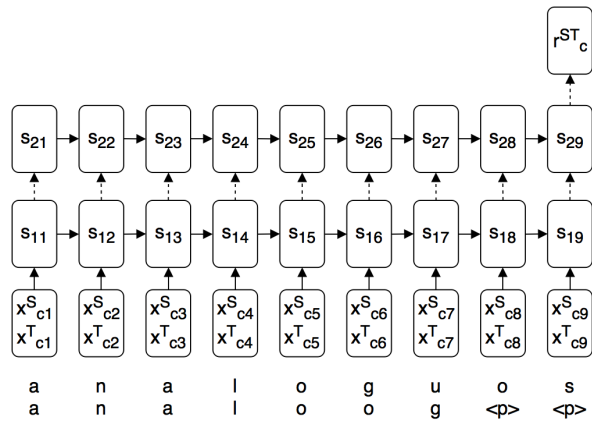 r^ST_c
s21 s22 s23 s24 s25 s26 s27 s28 s29
s11 s12 s13 s14 s15 s16 s17 s18 s19
x^S_c1 x^S_c2 x^S_c3 x^S_c4 x^S_c5 x^S_c6 x^S_c7 x^S_c8 x^S_c9
x^T_c1 x^T_c2 x^T_c3 x^T_c4 x^T_c5 x^T_c6 x^T_c7 x^T_c8 x^T_c9
a n a l o g u o s
a n a l o o g <p> <p>